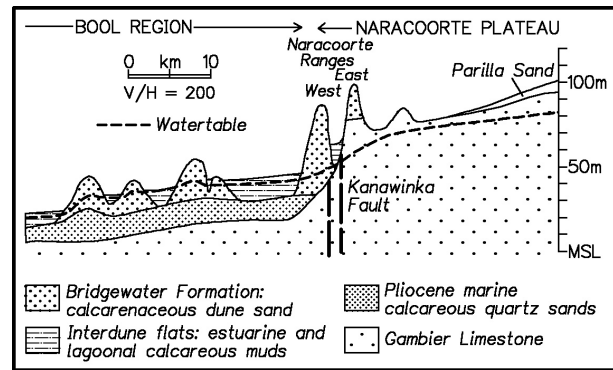 BOOL REGION
NARACOORTE PLATEAU
0 km 10
V/H = 200
Watertable
Naracoorte
Ranges
West
East
Parilla Sand
100m
50m
Kanawinka
Fault
MSL
Bridgewater Formation:
calcarenaceous dune sand
Interdune flats: estuarine and
lagoonal calcareous muds
Pliocene marine
calcareous quartz sands
Gambier Limestone